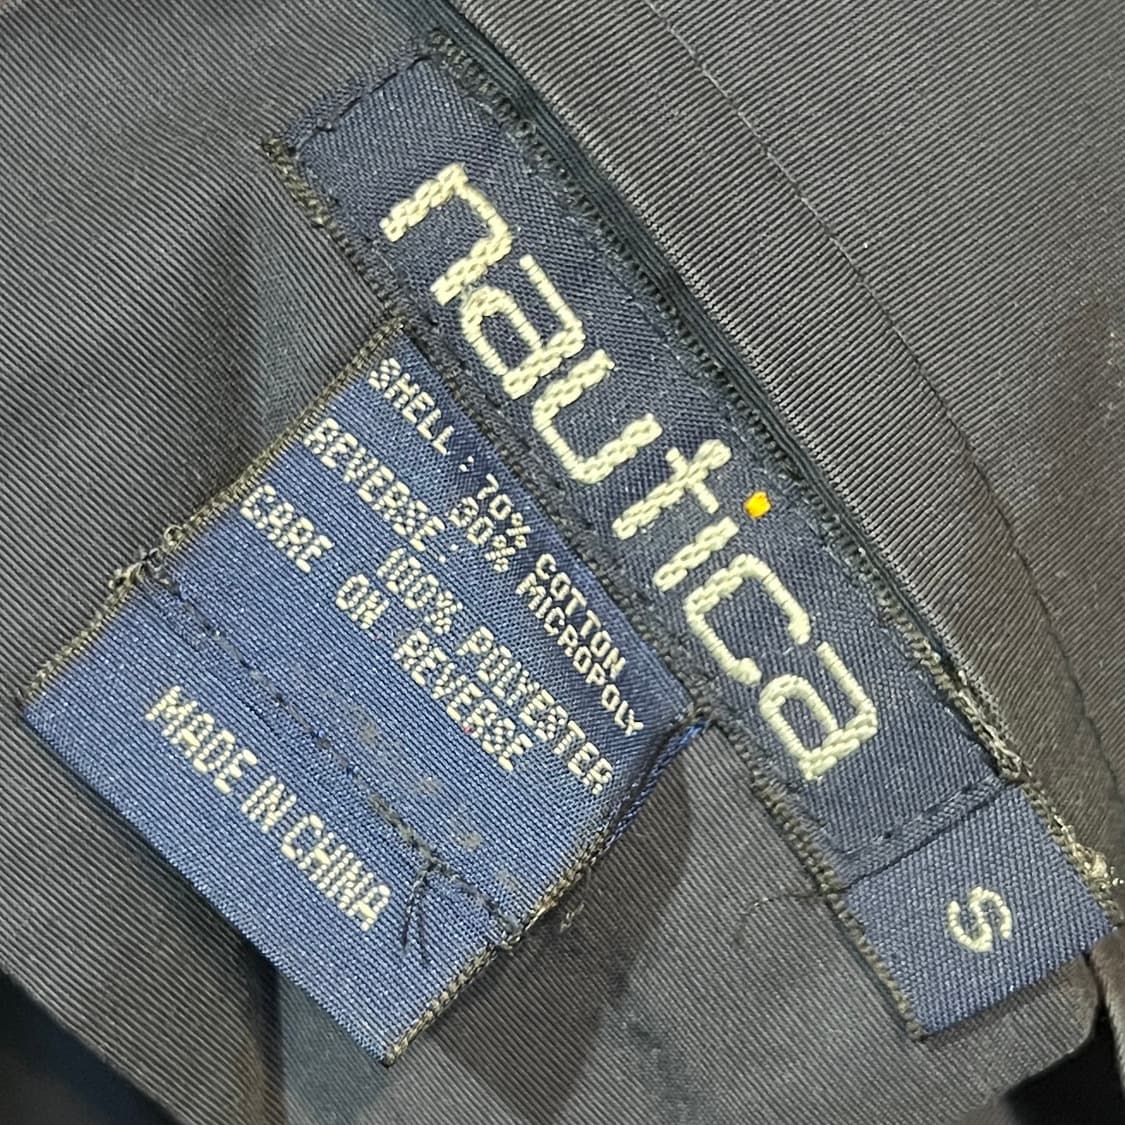 nautica
S
SHELL : 70% COTTON
30% MICROPOLY
REVERSE : 100% POLYESTER
CARE ON REVERSE
MADE IN CHINA